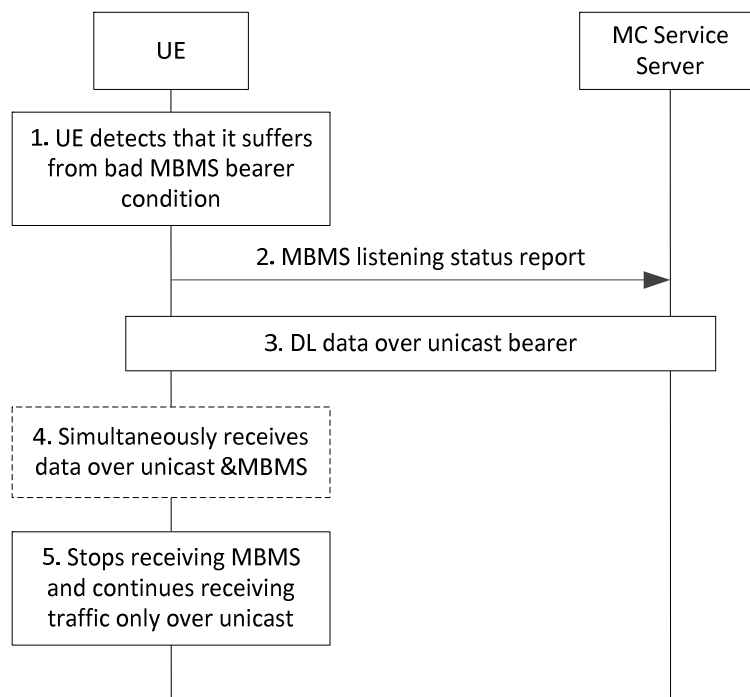 UE
MC Service
Server
1. UE detects that it suffers
from bad MBMS bearer
condition
2. MBMS listening status report
3. DL data over unicast bearer
4. Simultaneously receives
data over unicast &MBMS
5. Stops receiving MBMS
and continues receiving
traffic only over unicast